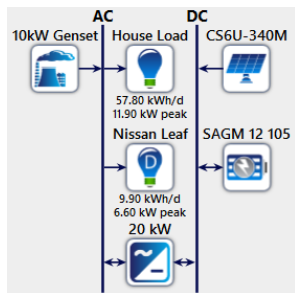 AC DC
10kW Genset House Load CS6U-340M
57.80 kWh/d
11.90 kW peak
Nissan Leaf SAGM 12 105
D
9.90 kWh/d
6.60 kW peak
20 kW